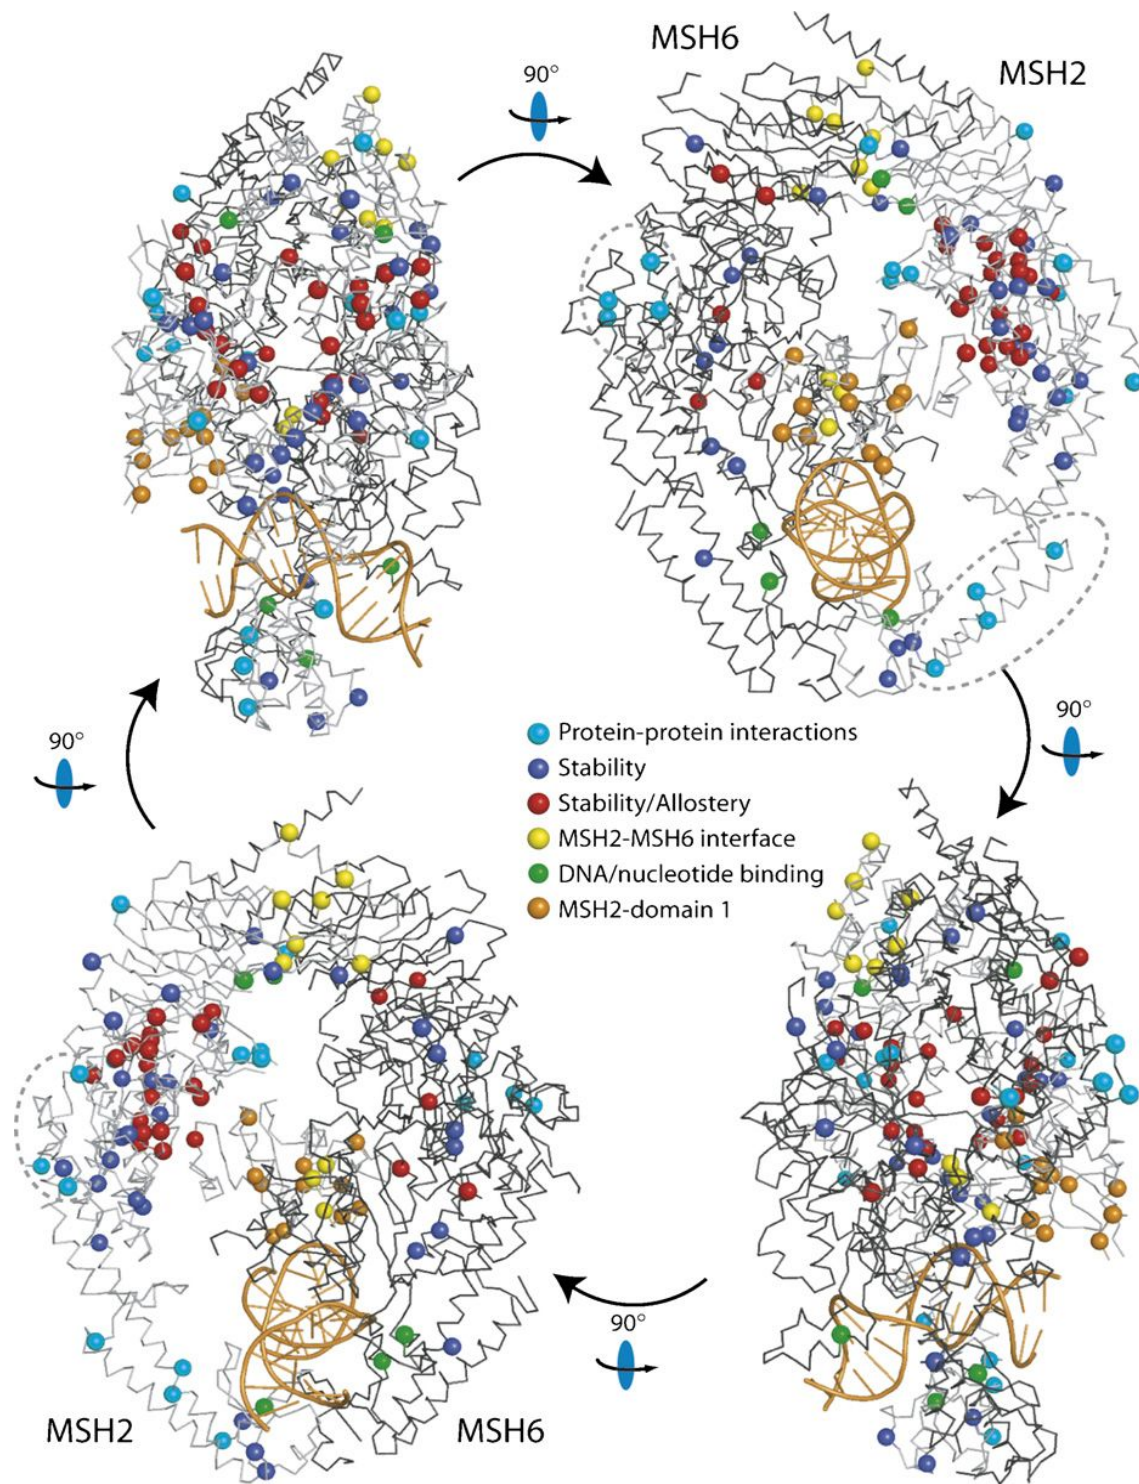 MSH6
MSH2
90°
90°
90°
Protein-protein interactions
Stability
Stability/Allostery
MSH2-MSH6 interface
DNA/nucleotide binding
MSH2-domain 1
90°
MSH2
MSH6